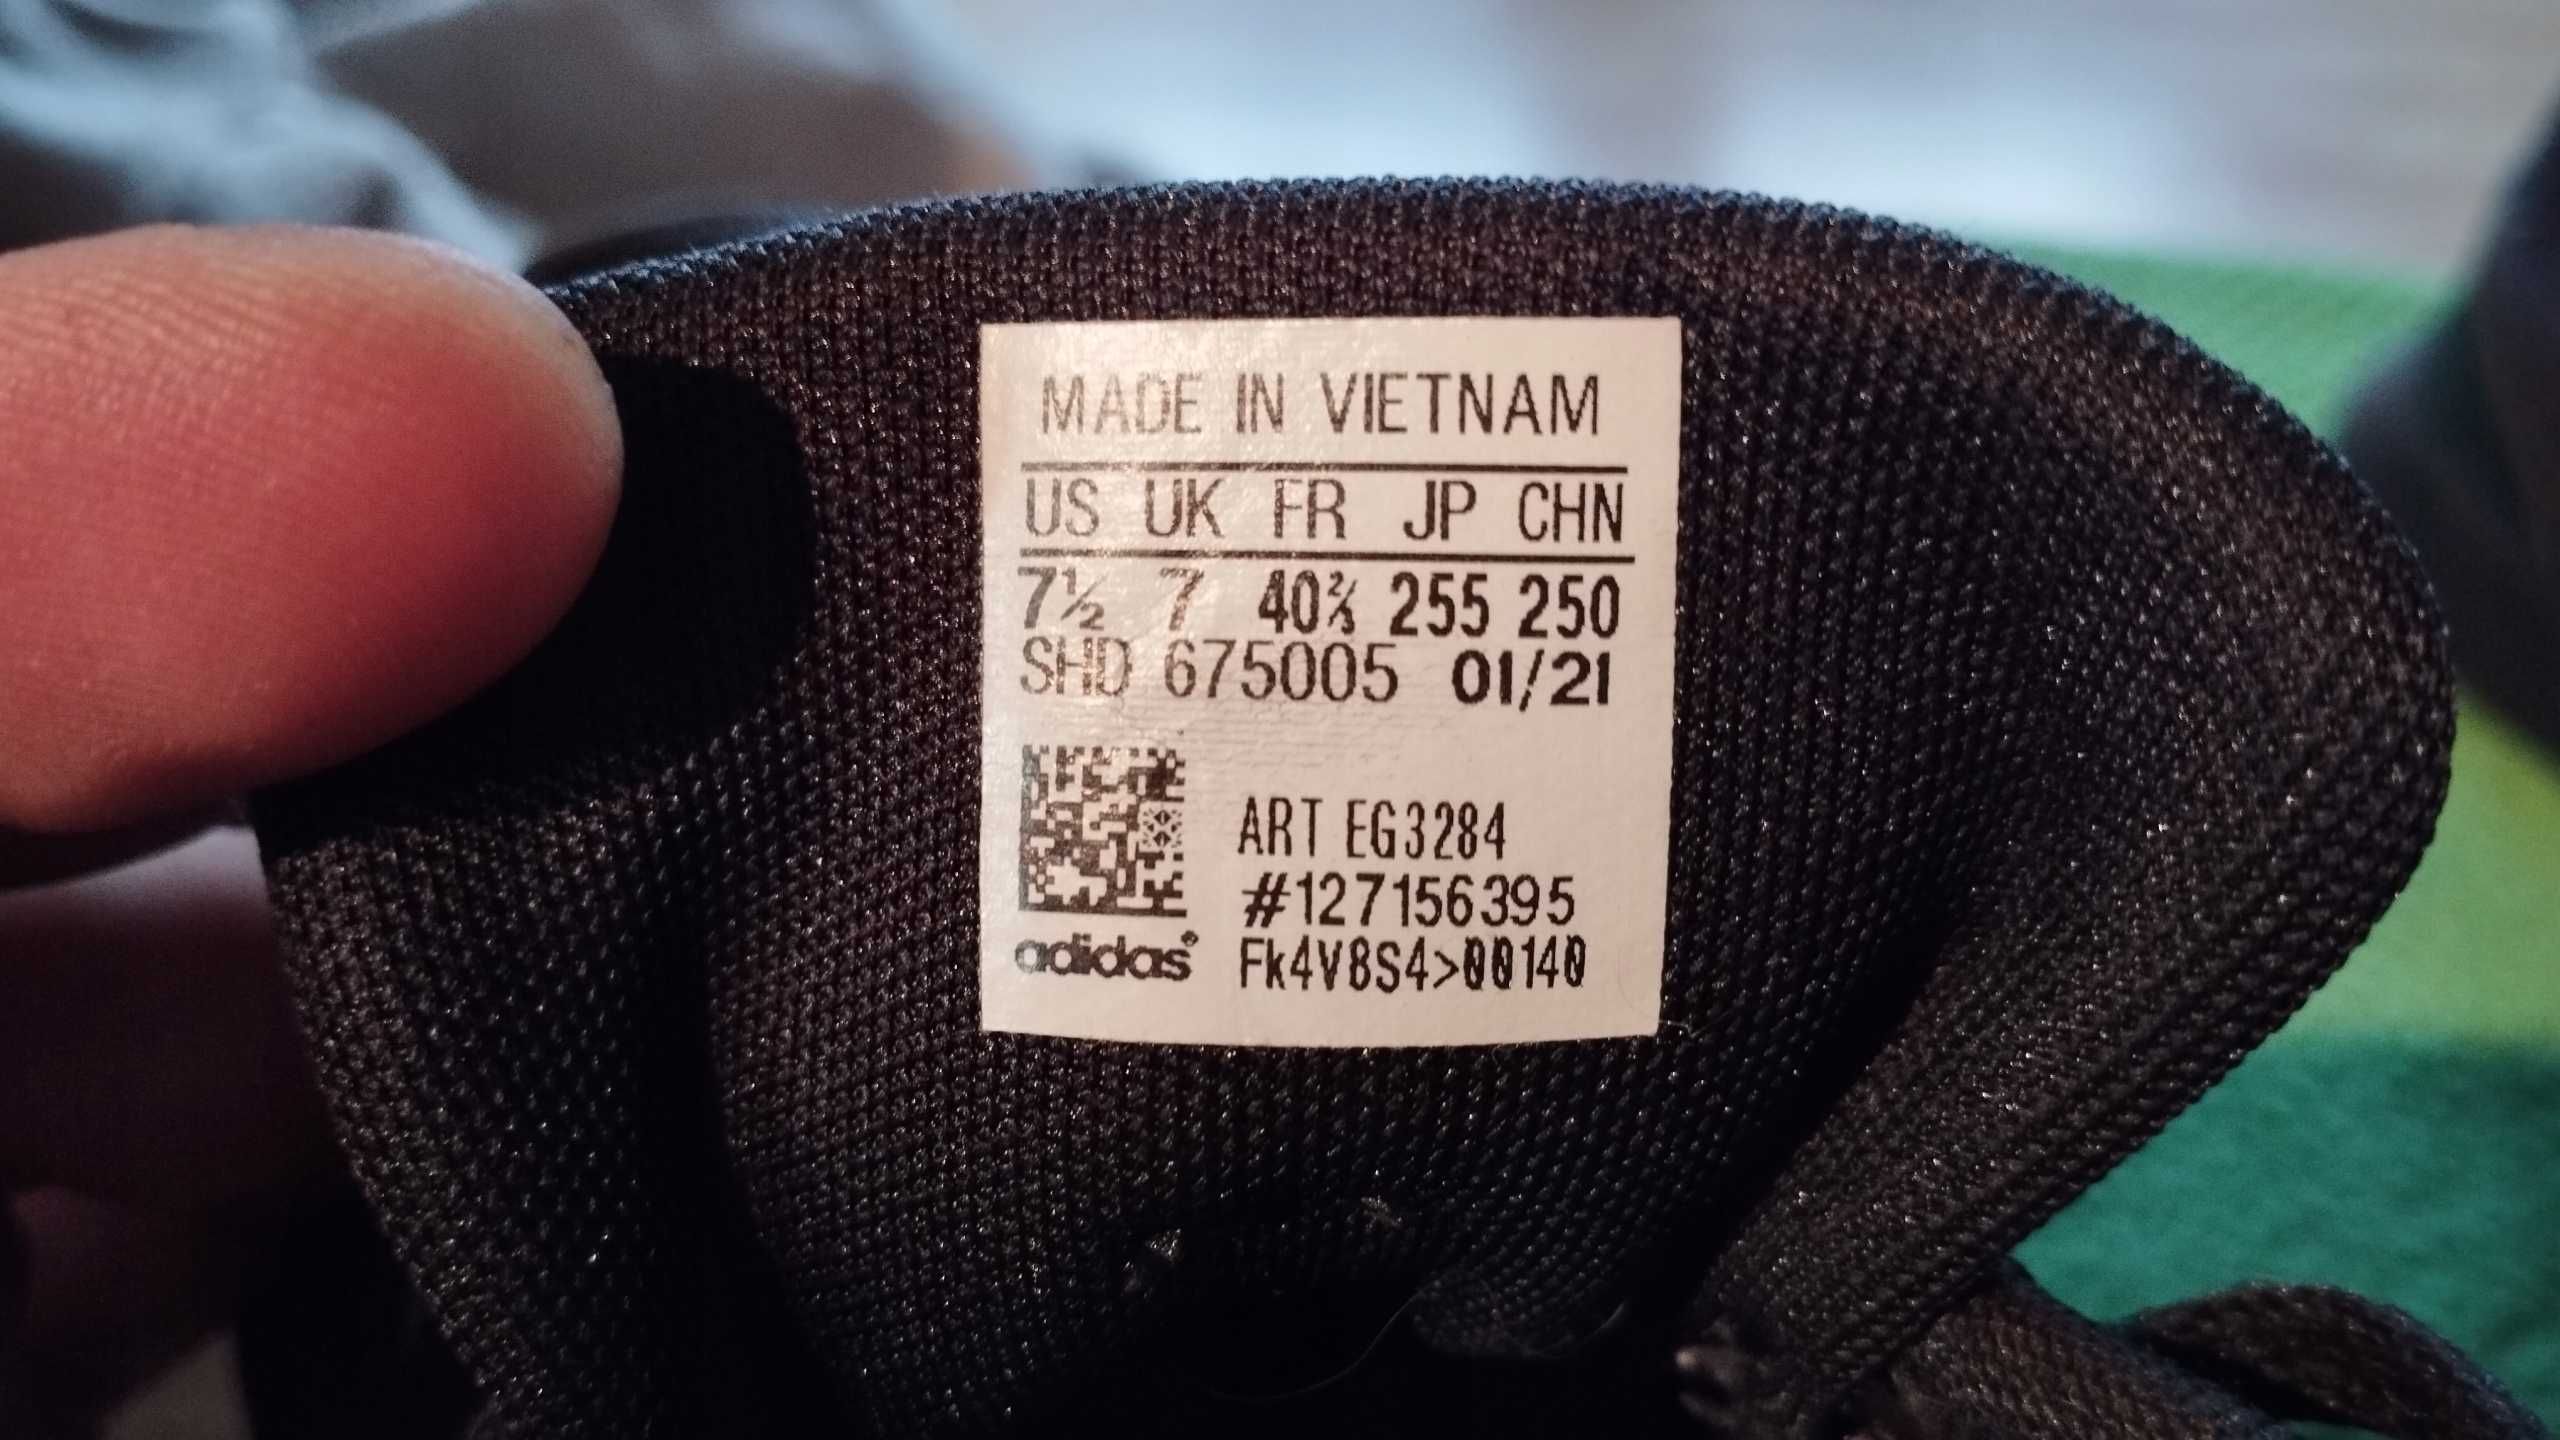 MADE IN VIETNAM
US UK FR JP CHN
7½ 7 40⅔ 255 250
SHD 675005 01/21
ART EG3284
#127156395
adidas® Fk4V8S4>00140